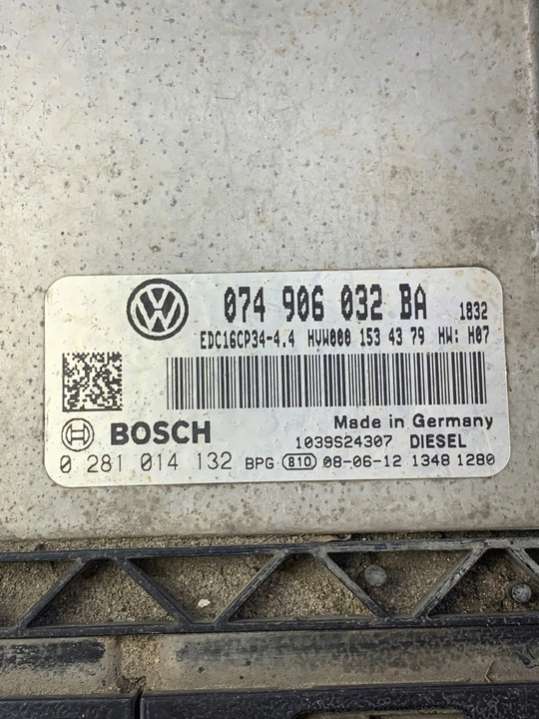 074 906 032 BA 1832
EDC16CP34-4.4 HVW000 153 43 79 HW: H07
BOSCH
Made in Germany
1039S24307 DIESEL
0 281 014 132 BPG 810 08-06-12 1348 1280